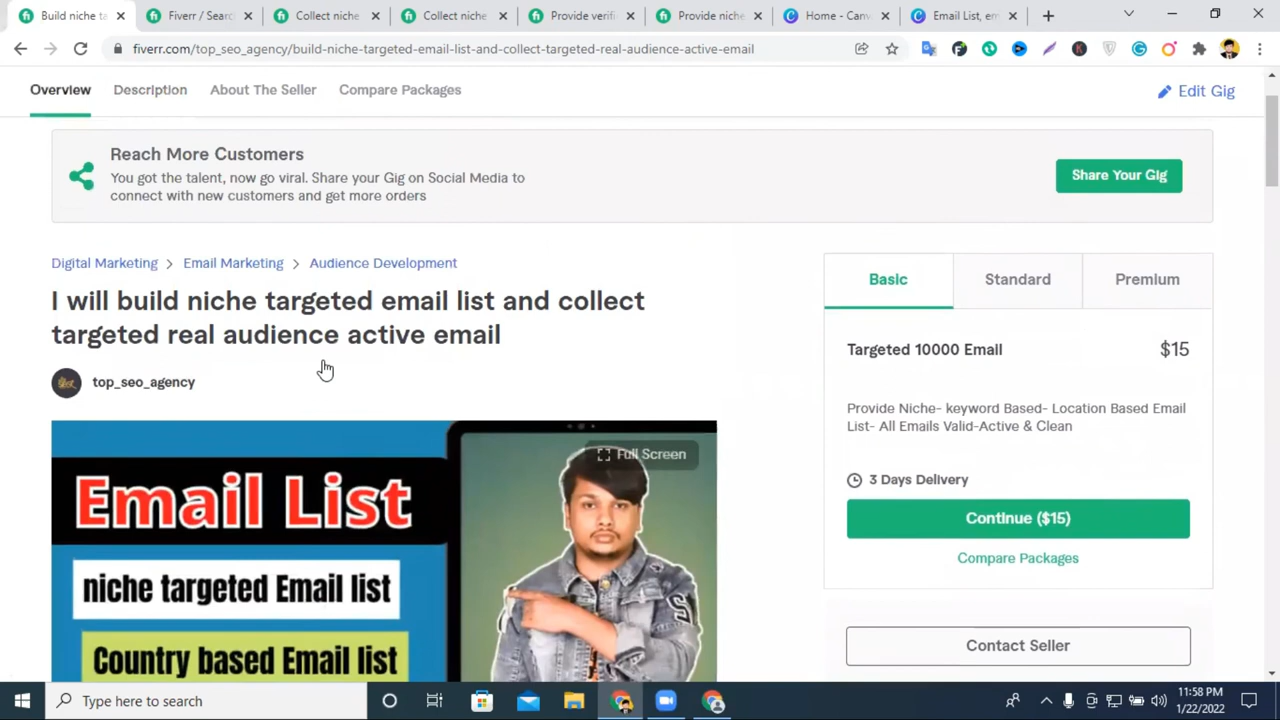 Build niche ta
Fiverr / Searc
Collect niche
Collect niche
Provide verifi
Provide niche
Home - Canv
Email List, em
fiverr.com/top_seo_agency/build-niche-targeted-email-list-and-collect-targeted-real-audience-active-email
Overview
Description
About The Seller
Compare Packages
Edit Gig
Reach More Customers
You got the talent, now go viral. Share your Gig on Social Media to
connect with new customers and get more orders
Share Your Gig
Digital Marketing > Email Marketing > Audience Development
I will build niche targeted email list and collect
targeted real audience active email
top_seo_agency
Full Screen
Email List
niche targeted Email list
Country based Email list
S
Basic
Standard
Premium
Targeted 10000 Email
$15
Provide Niche- keyword Based- Location Based Email
List- All Emails Valid-Active & Clean
3 Days Delivery
Continue ($15)
Compare Packages
Contact Seller
Type here to search
11:58 PM
1/22/2022